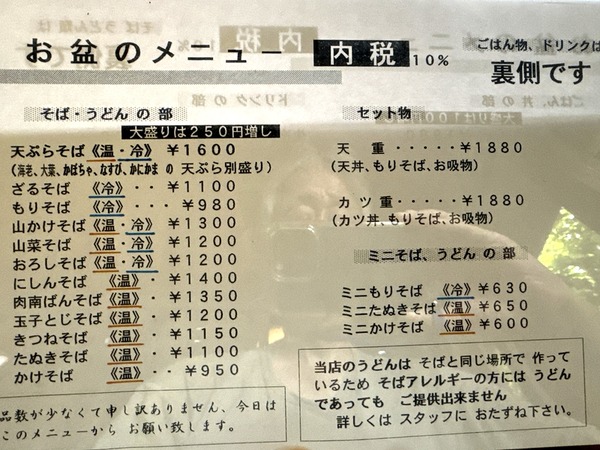 お盆のメニュー 内税 10%
ごはん物、ドリンクは
裏側です
そば・うどん の 部
大盛りは250円増し
天ぷらそば《温・冷》 ￥1600
(海老、大葉、かぼちゃ、なすび、かにかま の 天ぷら別盛り)
ざるそば 《冷》・・￥1100
もりそば 《冷》・・・￥980
山かけそば《温・冷》￥1300
山菜そば 《温・冷》￥1200
おろしそば《温・冷》￥1200
にしんそば 《温》・￥1400
肉南ばんそば《温》・￥1350
玉子とじそば《温》・￥1200
きつねそば 《温》・￥1150
たぬきそば 《温》・￥1100
かけそば 《温》・・￥950
品数が少なくて申し訳ありません、今日は
このメニューから お願い致します。
セット物
天 重・・・・・￥1880
(天丼、もりそば、お吸物)
カツ重・・・・・￥1880
(カツ丼、もりそば、お吸物)
ミニそば、うどん の 部
ミニもりそば 《冷》￥630
ミニたぬきそば《温》￥650
ミニかけそば 《温》￥600
当店のうどんは そばと同じ場所で 作って
いるため そばアレルギーの方には うどん
であっても ご提供出来ません
詳しくは スタッフに おたずね下さい。